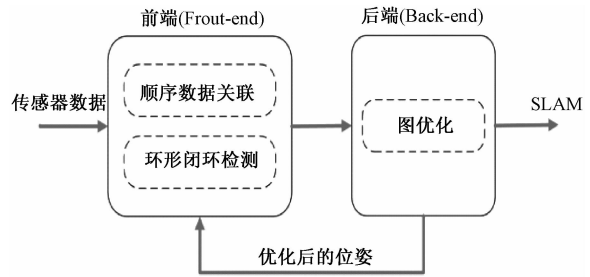 前端(Frout-end)
后端(Back-end)
传感器数据
顺序数据关联
环形闭环检测
图优化
SLAM
优化后的位姿